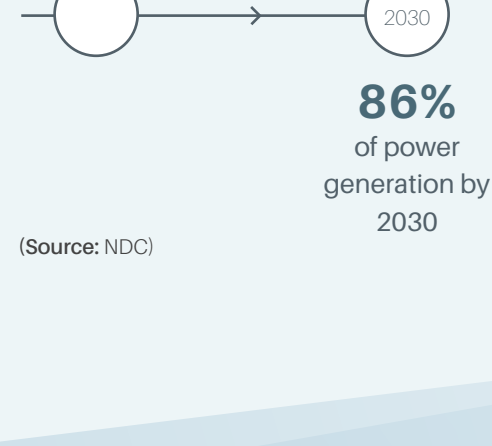 2030
86%
of power
generation by
2030
(Source: NDC)